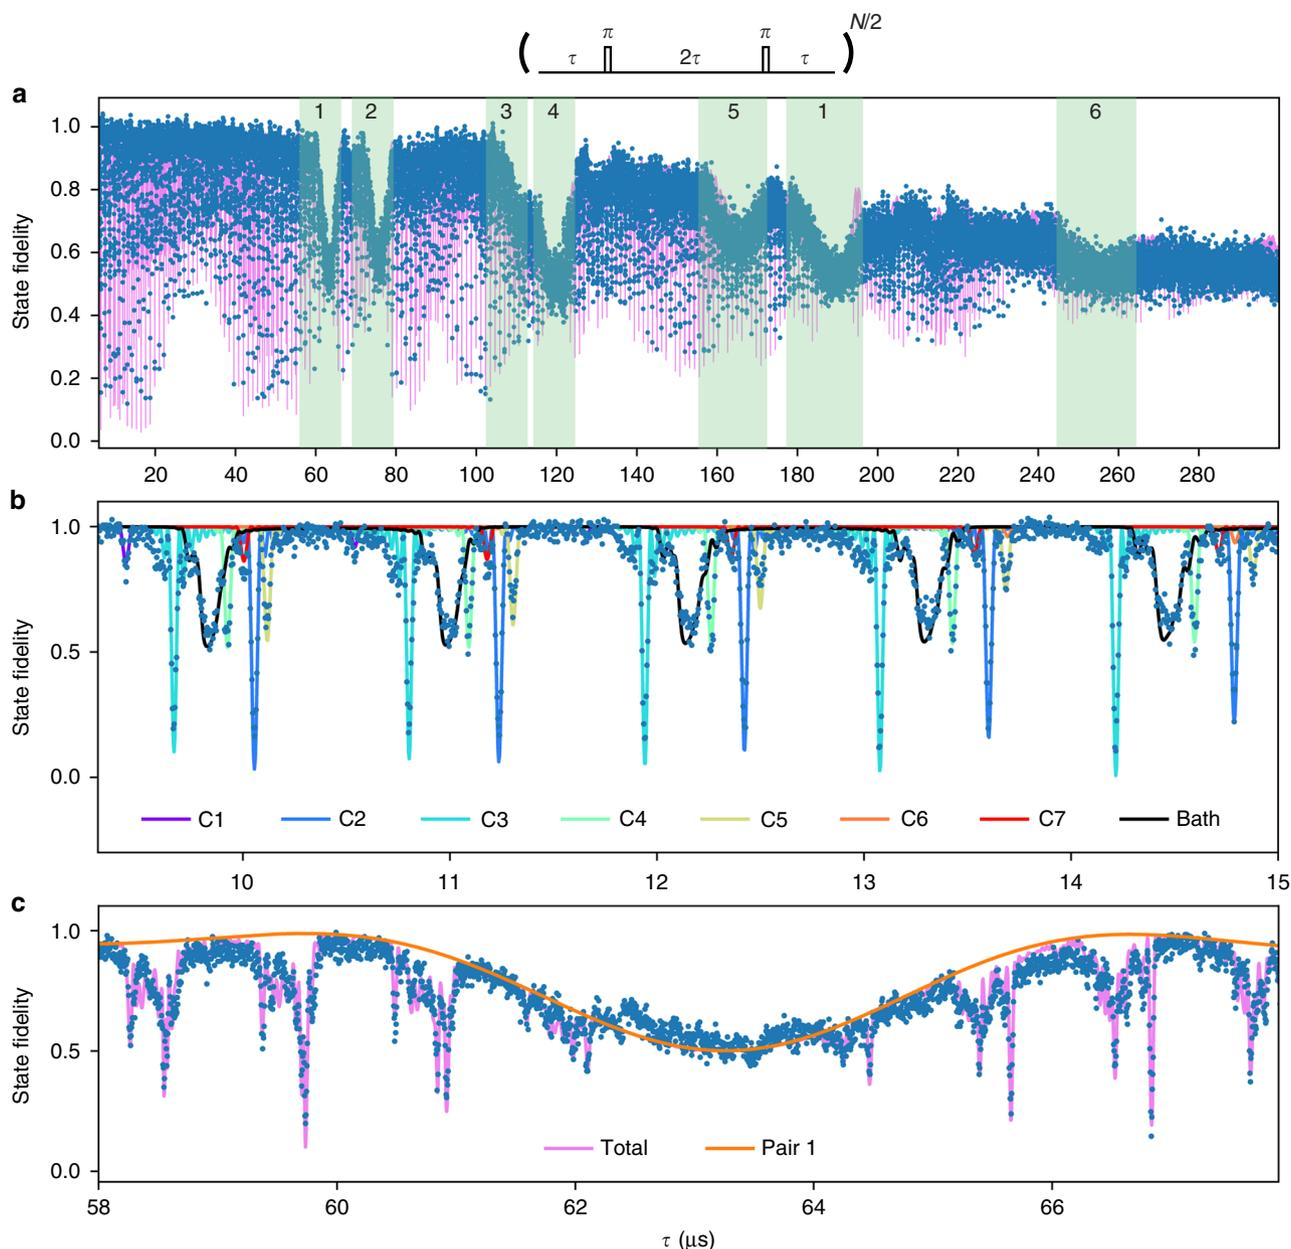 N/2
π π
( τ 2τ τ )
a
1 2 3 4 5 1 6
State fidelity
1.0
0.8
0.6
0.4
0.2
0.0
20 40 60 80 100 120 140 160 180 200 220 240 260 280
b
State fidelity
1.0
0.5
0.0
C1 C2 C3 C4 C5 C6 C7 Bath
10 11 12 13 14 15
c
State fidelity
1.0
0.5
0.0
Total Pair 1
58 60 62 64 66
τ (μs)